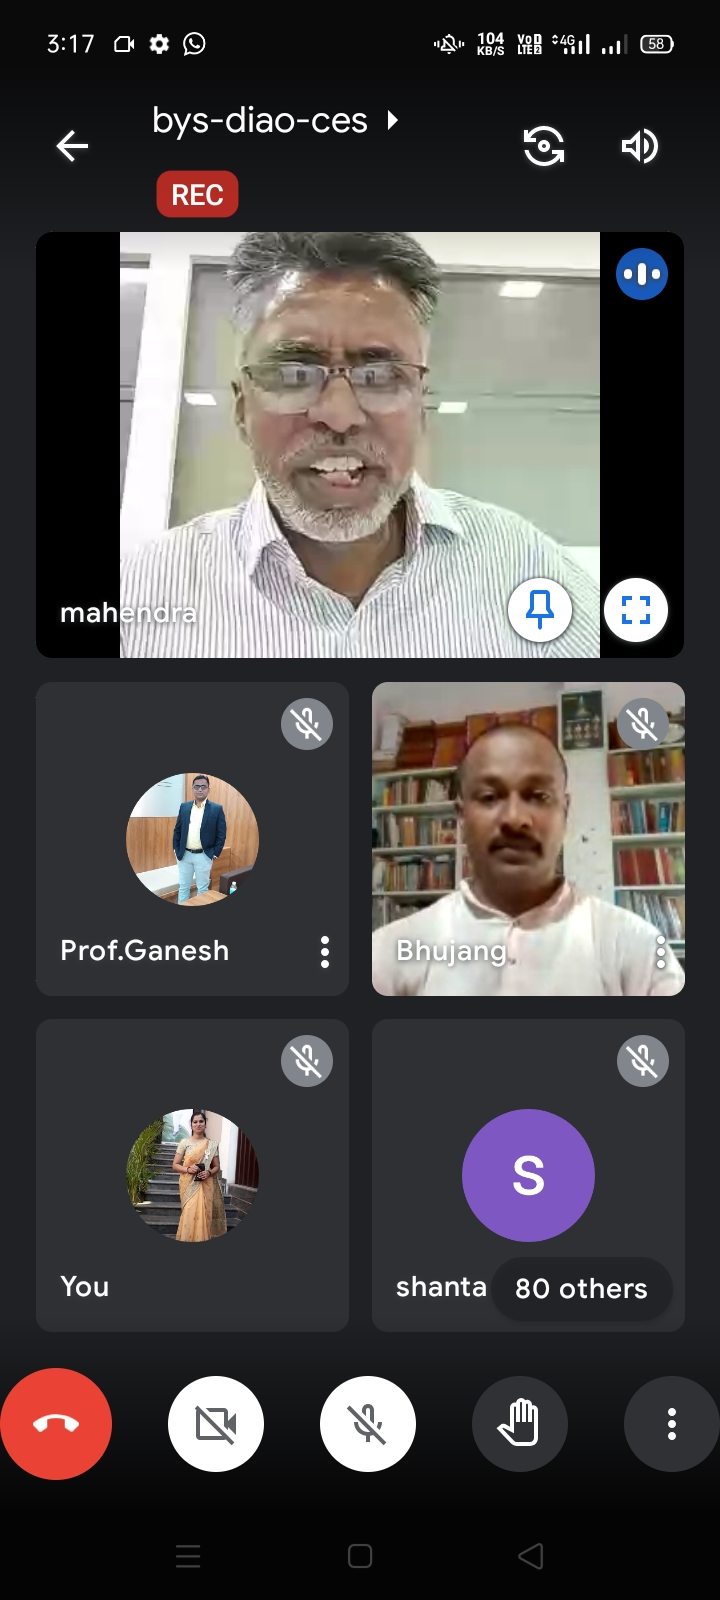 3:17 104 KB/S VoD LTE2 4G 58
bys-diao-ces
REC
mahendra
Prof.Ganesh
Bhujang
You
S
shanta
80 others